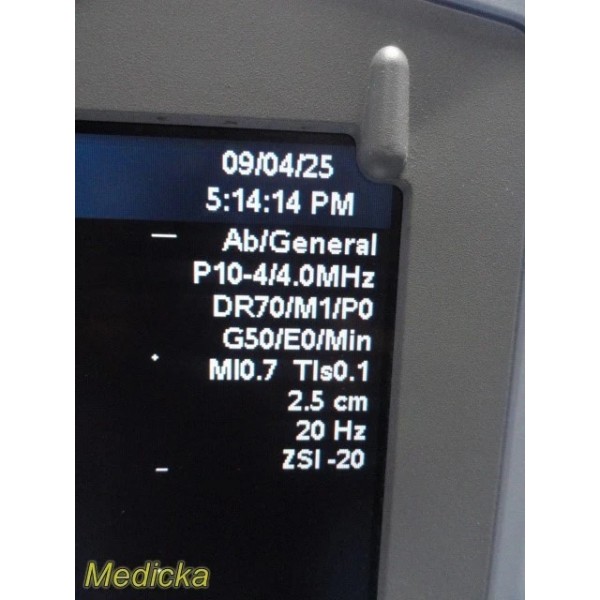 09/04/25
5:14:14 PM
Ab/General
P10-4/4.0MHz
DR70/M1/P0
G50/E0/Min
MI0.7 TIs0.1
2.5 cm
20 Hz
ZSI -20
Medicka